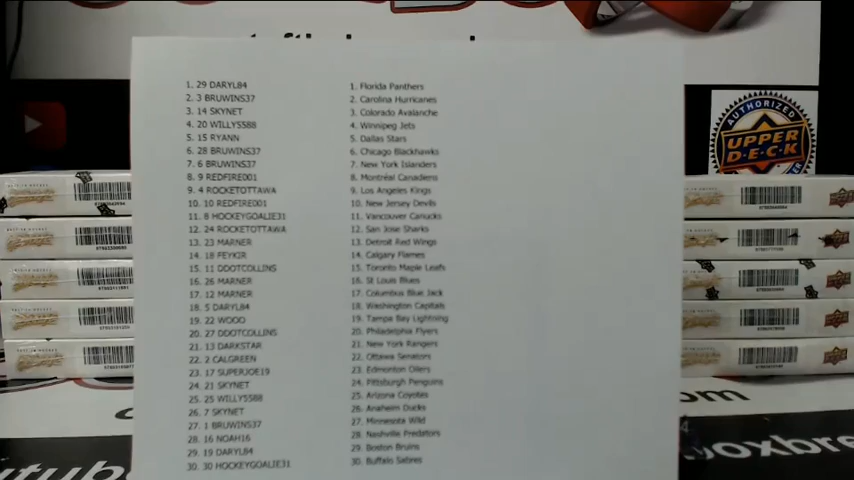 AUTHORIZED
UPPER
DECK
1. 29 DARYL84 1. Florida Panthers
2. 3 BRUWINS37 2. Carolina Hurricanes
3. 14 SKYNET 3. Colorado Avalanche
4. 20 WILLY5588 4. Winnipeg Jets
5. 15 RYANN 5. Dallas Stars
6. 28 BRUWINS37 6. Chicago Blackhawks
7. 6 BRUWINS37 7. New York Islanders
8. 9 REDFIRE001 8. Montréal Canadiens
9. 4 ROCKETOTTAWA 9. Los Angeles Kings
10. 10 REDFIRE001 10. New Jersey Devils
11. 8 HOCKEYGOALIE31 11. Vancouver Canucks
12. 24 ROCKETOTTAWA 12. San Jose Sharks
13. 23 MARNER 13. Detroit Red Wings
14. 18 FEYKIR 14. Calgary Flames
15. 11 DDOTCOLLINS 15. Toronto Maple Leafs
16. 26 MARNER 16. St Louis Blues
17. 12 MARNER 17. Columbus Blue Jack
18. 5 DARYL84 18. Washington Capitals
19. 22 WOOO 19. Tampa Bay Lightning
20. 27 DDOTCOLLINS 20. Philadelphia Flyers
21. 13 DARKSTAR 21. New York Rangers
22. 2 CALGREEN 22. Ottawa Senators
23. 17 SUPERJOE19 23. Edmonton Oilers
24. 21 SKYNET 24. Pittsburgh Penguins
25. 25 WILLY5588 25. Arizona Coyotes
26. 7 SKYNET 26. Anaheim Ducks
27. 1 BRUWINS37 27. Minnesota Wild
28. 16 NOAH16 28. Nashville Predators
29. 19 DARYL84 29. Boston Bruins
30. 30 HOCKEYGOALIE31 30. Buffalo Sabres